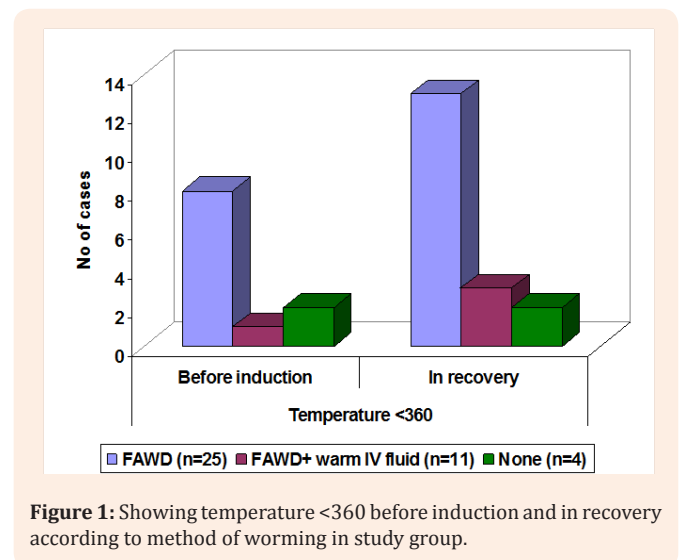 14
12
10
8
6
4
2
0
No of cases
Before induction
In recovery
Temperature <360
FAWD (n=25) FAWD+ warm IV fluid (n=11) None (n=4)
Figure 1: Showing temperature <360 before induction and in recovery
according to method of worming in study group.